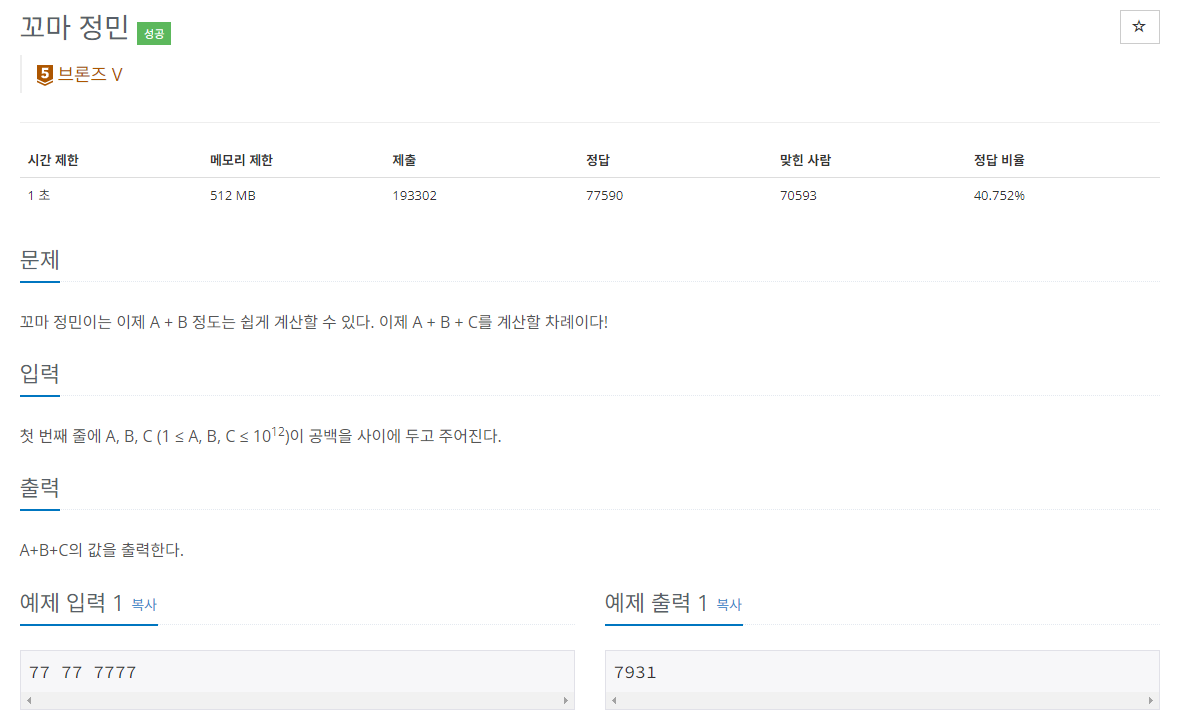 꼬마 정민 성공
☆
5 브론즈 V
시간 제한 메모리 제한 제출 정답 맞힌 사람 정답 비율
1 초 512 MB 193302 77590 70593 40.752%
문제
꼬마 정민이는 이제 A + B 정도는 쉽게 계산할 수 있다. 이제 A + B + C를 계산할 차례이다!
입력
첫 번째 줄에 A, B, C (1 ≤ A, B, C ≤ 10¹²)이 공백을 사이에 두고 주어진다.
출력
A+B+C의 값을 출력한다.
예제 입력 1 복사
77 77 7777
예제 출력 1 복사
7931